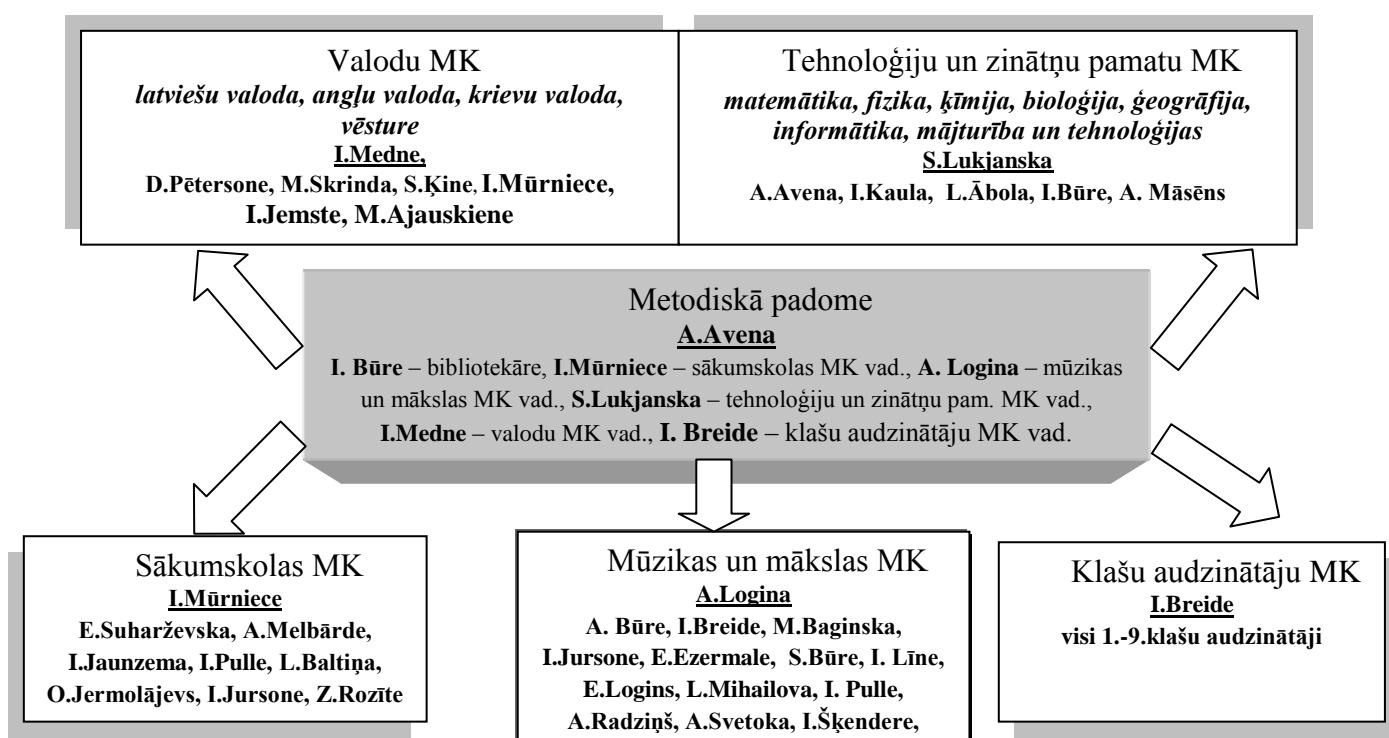 Valodu MK
latviešu valoda, angļu valoda, krievu valoda,
vēsture
I.Medne,
D.Pētersone, M.Skrinda, S.Ķine, I.Mūrniece,
I.Jemste, M.Ajauskiene
Tehnoloģiju un zinātņu pamatu MK
matemātika, fizika, ķīmija, bioloģija, ģeogrāfija,
informātika, mājturība un tehnoloģijas
S.Lukjanska
A.Avena, I.Kaula, L.Ābola, I.Būre, A. Māsēns
Metodiskā padome
A.Avena
I. Būre – bibliotekāre, I.Mūrniece – sākumskolas MK vad., A. Logina – mūzikas
un mākslas MK vad., S.Lukjanska – tehnoloģiju un zinātņu pam. MK vad.,
I.Medne – valodu MK vad., I. Breide – klašu audzinātāju MK vad.
Sākumskolas MK
I.Mūrniece
E.Suharževska, A.Melbārde,
I.Jaunzema, I.Pulle, L.Baltiņa,
O.Jermolājevs, I.Jursone, Z.Rozīte
Mūzikas un mākslas MK
A.Logina
A. Būre, I.Breide, M.Baginska,
I.Jursone, E.Ezermale, S.Būre, I. Līne,
E.Logins, L.Mihailova, I. Pulle,
A.Radziņš, A.Svetoka, I.Šķendere,
Klašu audzinātāju MK
I.Breide
visi 1.-9.klašu audzinātāji